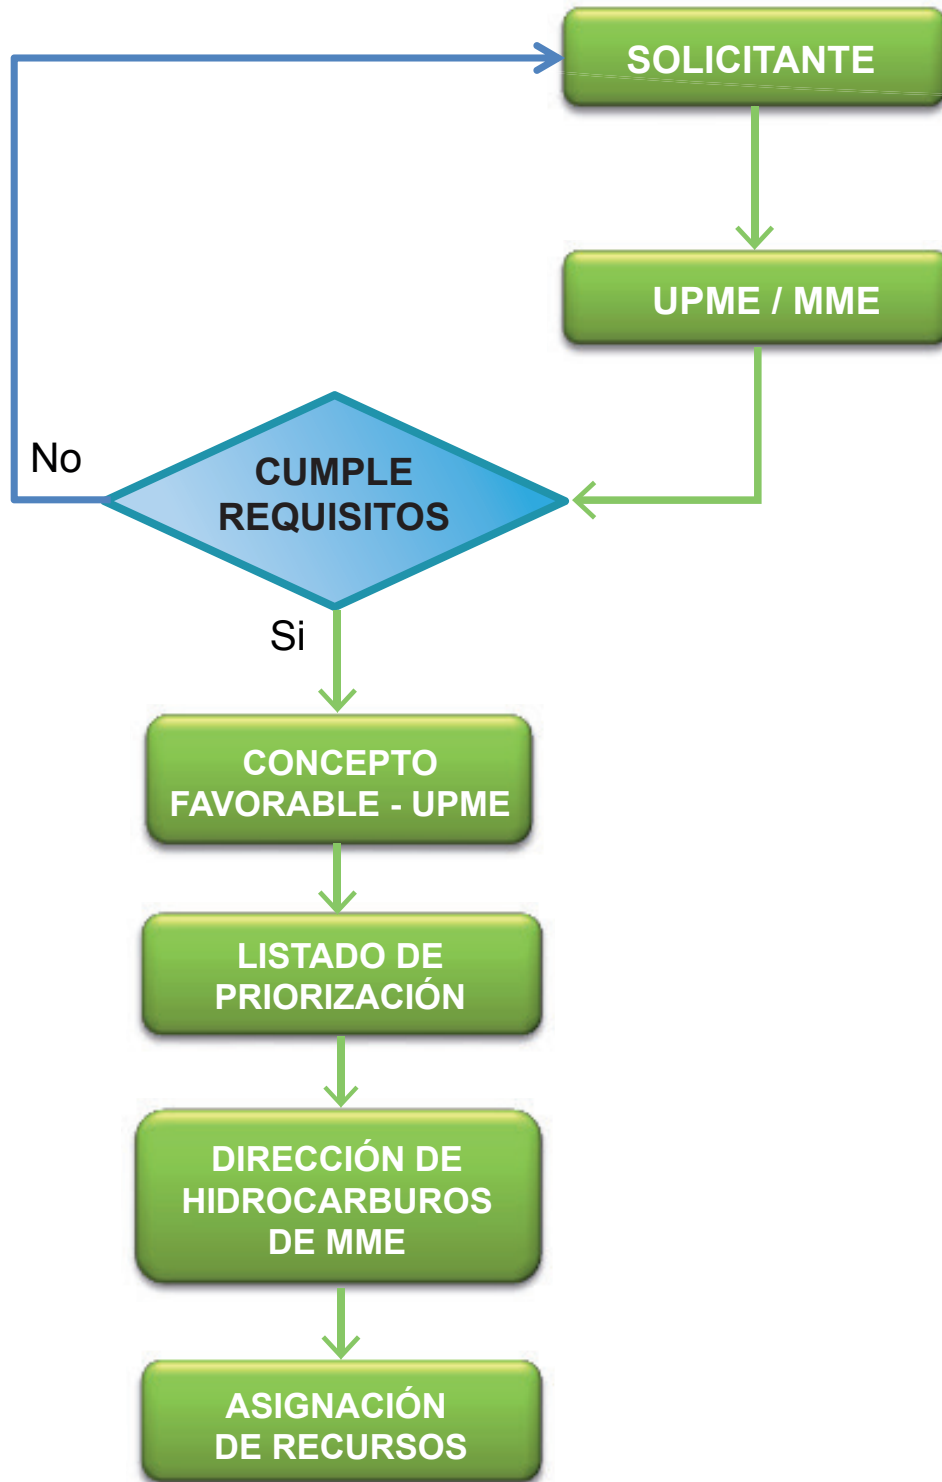 SOLICITANTE
UPME / MME
No
CUMPLE
REQUISITOS
Si
CONCEPTO
FAVORABLE - UPME
LISTADO DE
PRIORIZACIÓN
DIRECCIÓN DE
HIDROCARBUROS
DE MME
ASIGNACIÓN
DE RECURSOS